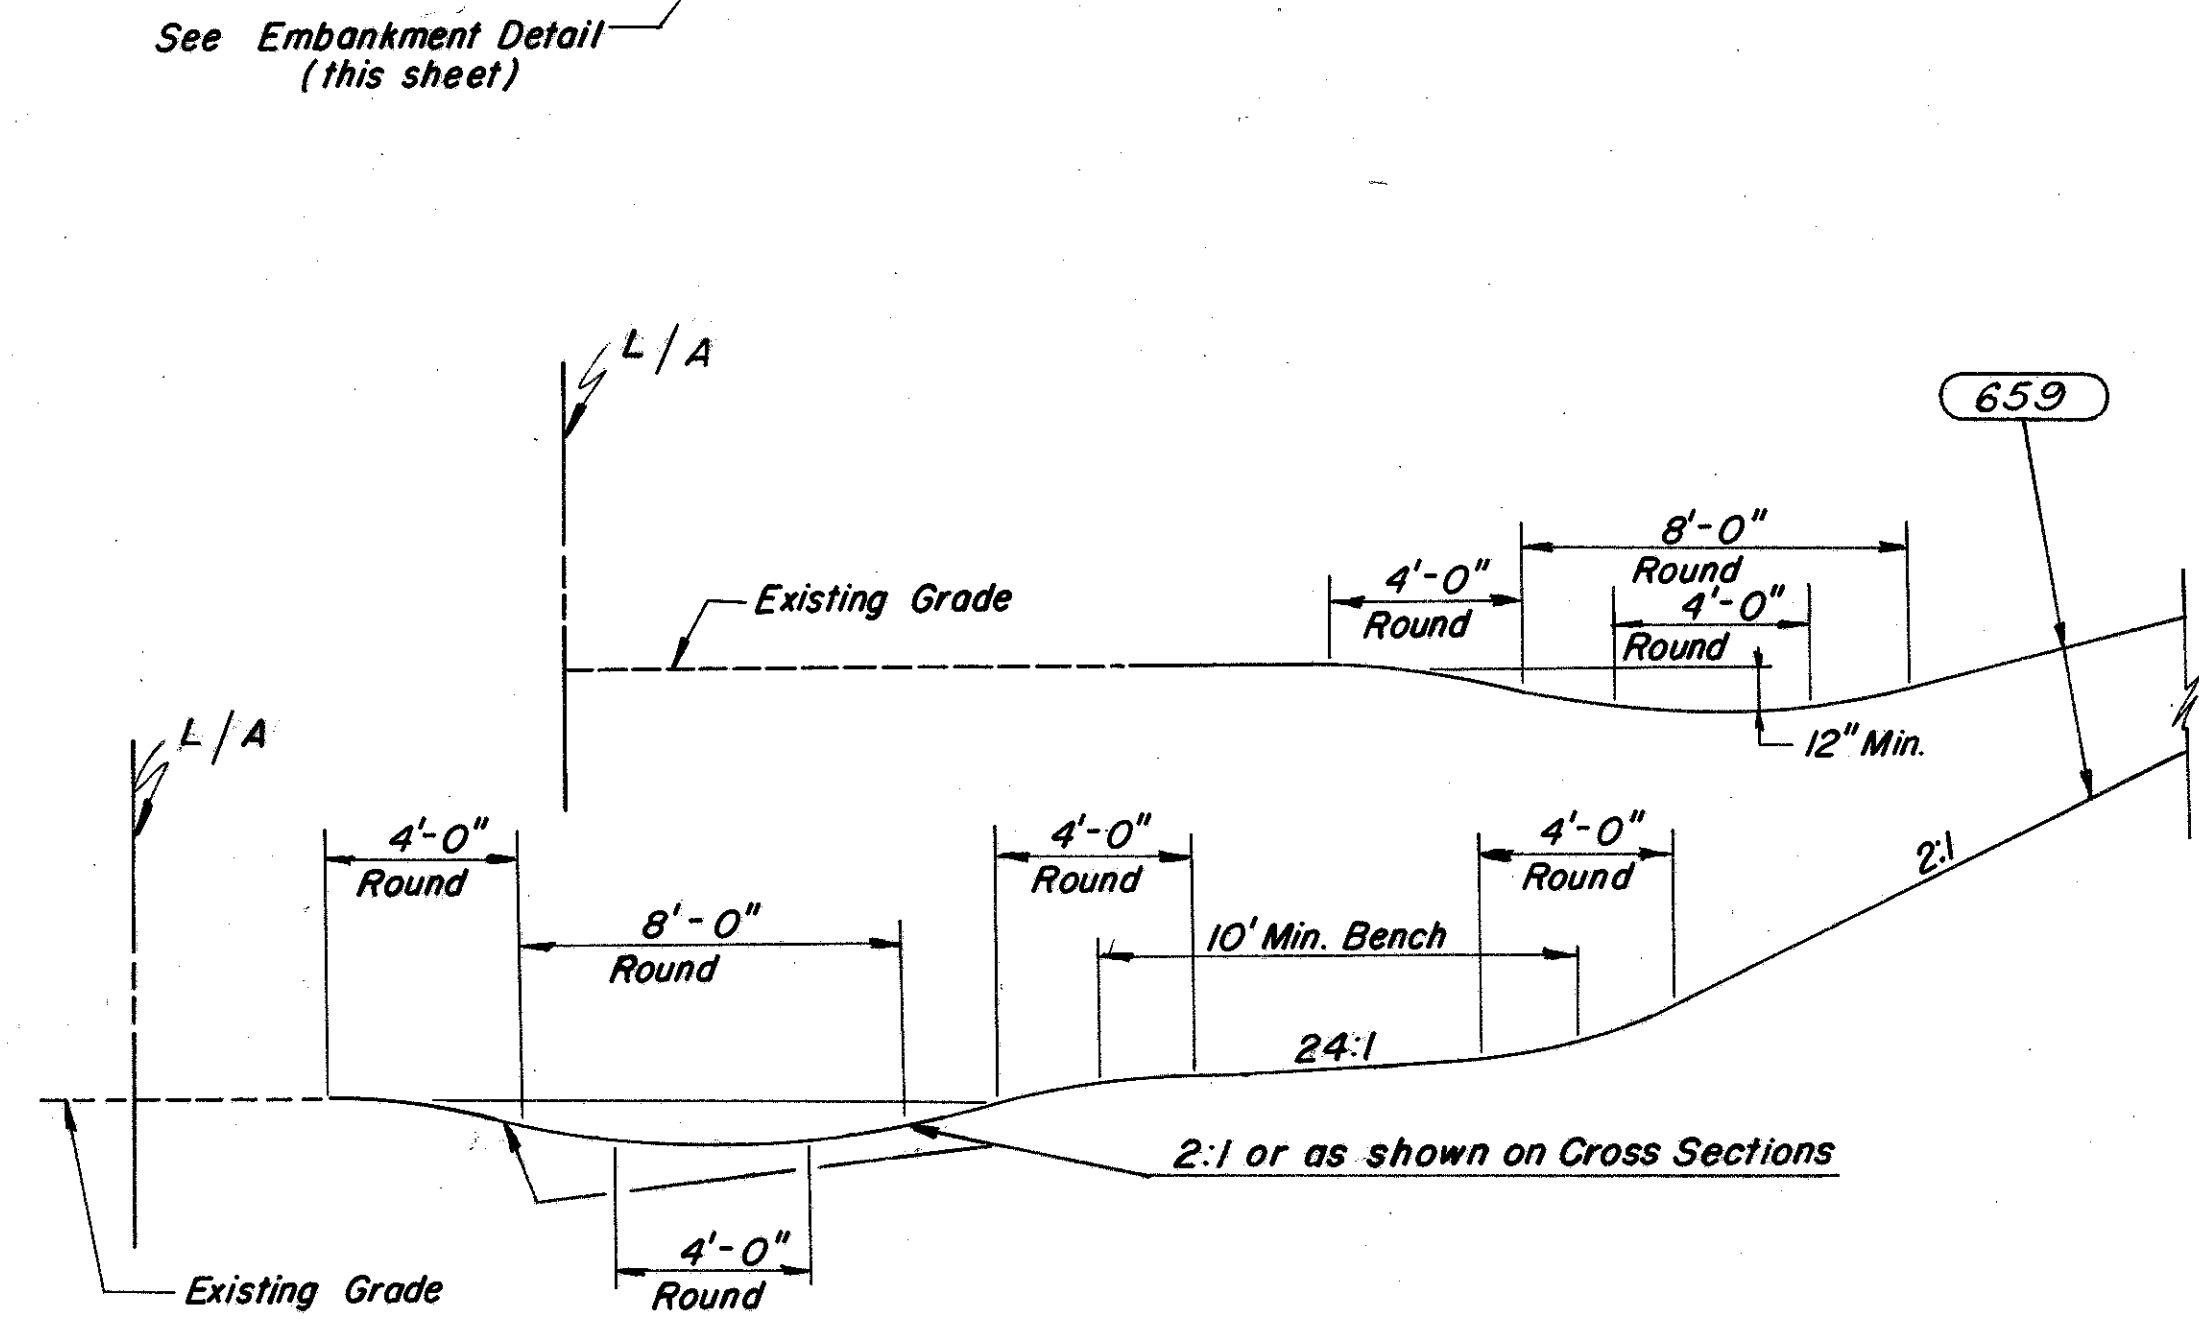 See Embankment Detail
(this sheet)
L/A
659
8'-0"
Round
4'-0"
Round
4'-0"
Round
Existing Grade
12" Min.
L/A
4'-0"
Round
4'-0"
Round
4'-0"
Round
2:1
8'-0"
Round
10' Min. Bench
24:1
2:1 or as shown on Cross Sections
4'-0"
Round
Existing Grade